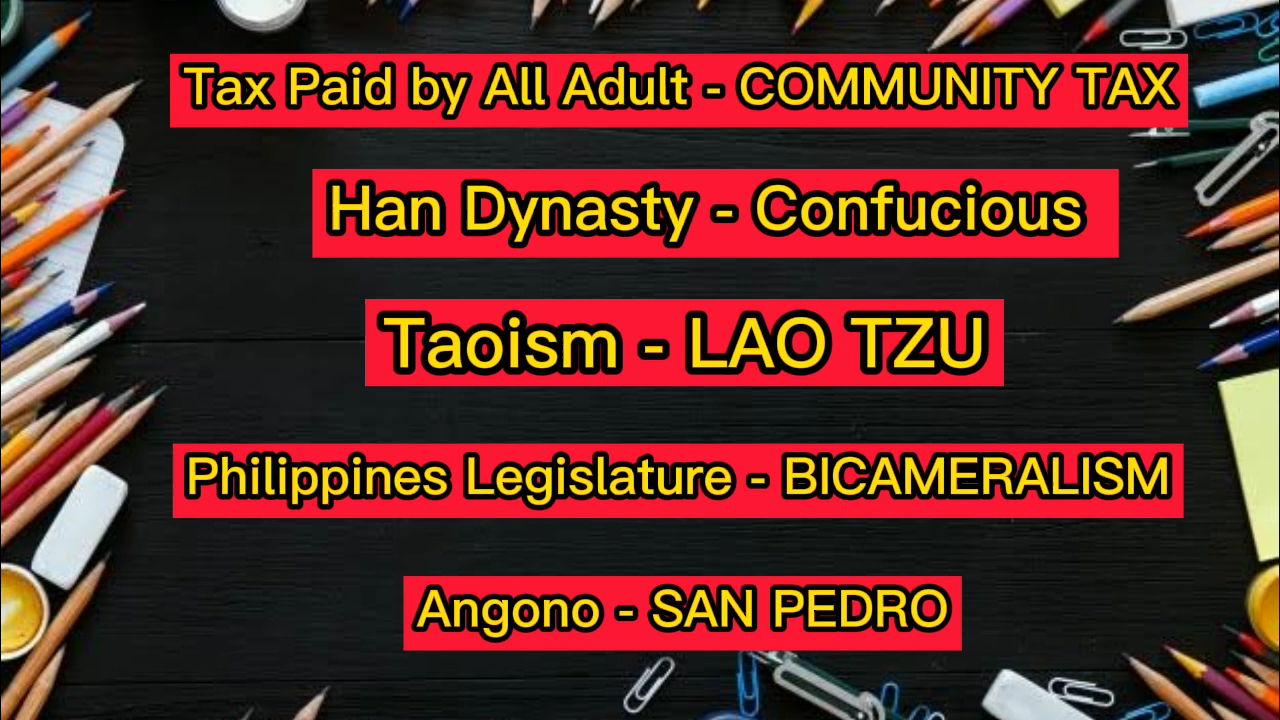 Tax Paid by All Adult - COMMUNITY TAX
Han Dynasty - Confucious
Taoism - LAO TZU
Philippines Legislature - BICAMERALISM
Angono - SAN PEDRO